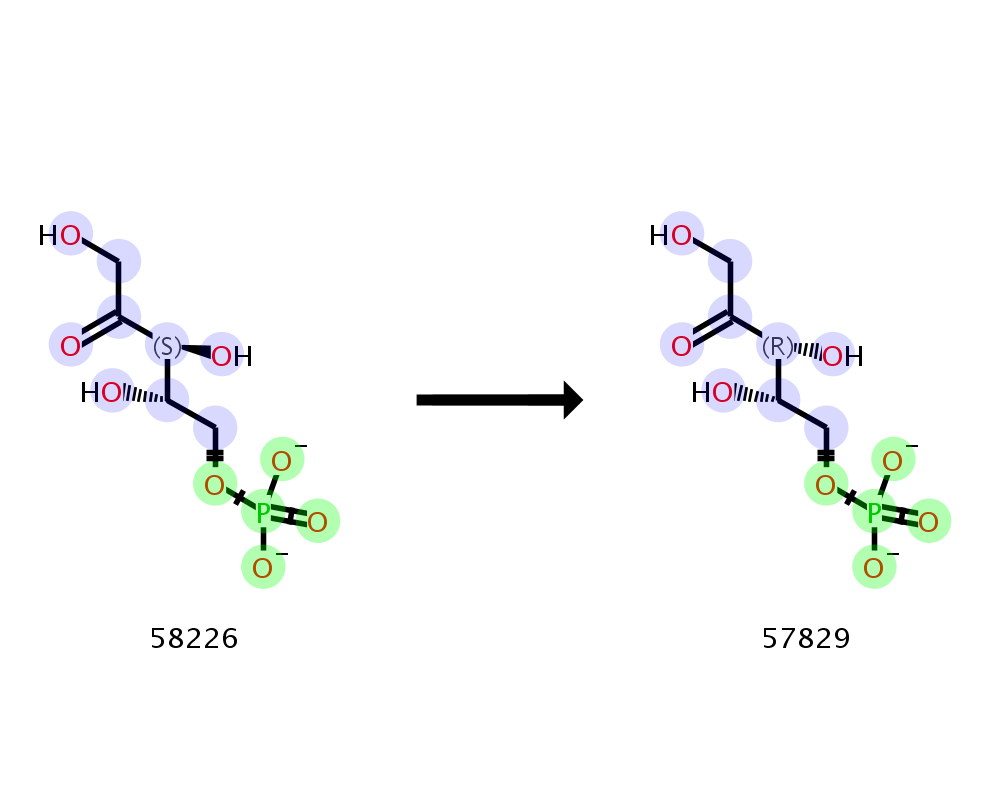 HO HO
O (S) OH O (R) OH
HO HO
O⁻ O⁻
O P O O P O
O⁻ O⁻
58226 57829